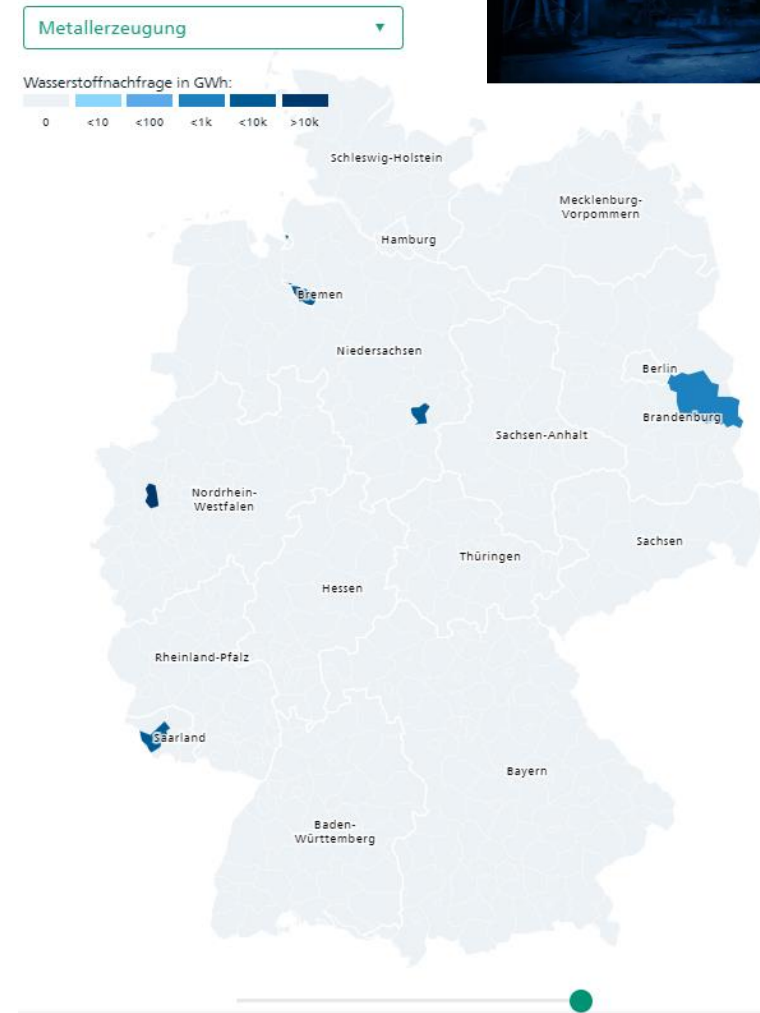 Metallerzeugung
Wasserstoffnachfrage in GWh:
0 <10 <100 <1k <10k >10k
Schleswig-Holstein
Mecklenburg-
Vorpommern
Hamburg
Bremen
Niedersachsen
Berlin
Brandenburg
Sachsen-Anhalt
Nordrhein-
Westfalen
Sachsen
Thüringen
Hessen
Rheinland-Pfalz
Saarland
Bayern
Baden-
Württemberg